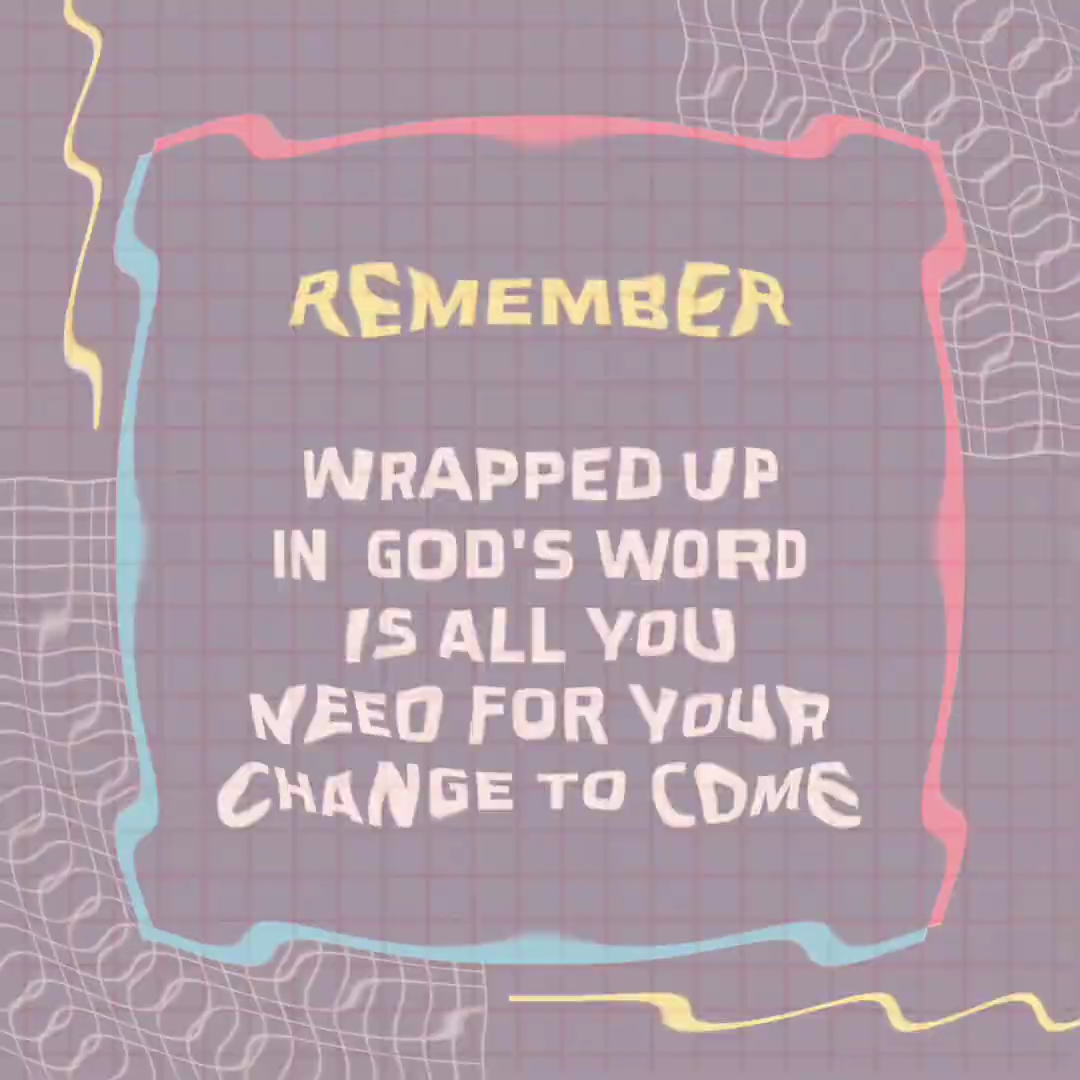 REMEMBER
WRAPPED UP
IN GOD'S WORD
IS ALL YOU
NEED FOR YOUR
CHANGE TO COME